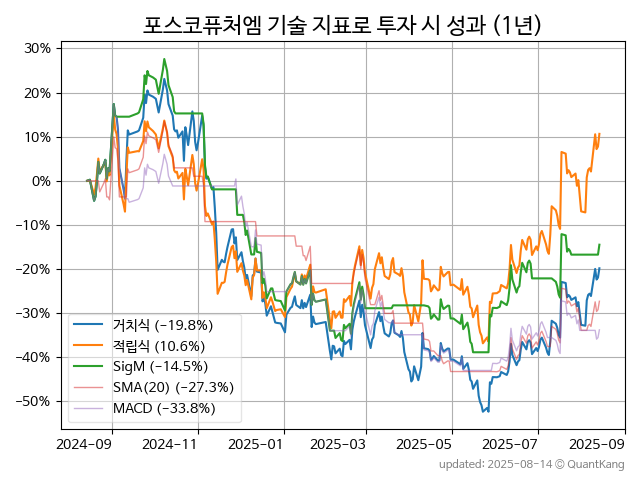 포스코퓨처엠 기술 지표로 투자 시 성과 (1년)
30%
20%
10%
0%
−10%
−20%
−30%
−40%
−50%
거치식 (−19.8%)
적립식 (10.6%)
SigM (−14.5%)
SMA(20) (−27.3%)
MACD (−33.8%)
2024-09 2024-11 2025-01 2025-03 2025-05 2025-07 2025-09
updated: 2025-08-14 © QuantKang